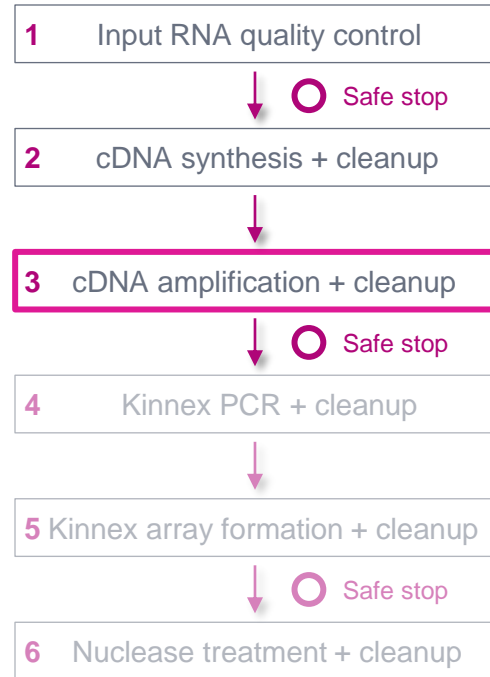 1 Input RNA quality control
Safe stop
2 cDNA synthesis + cleanup
3 cDNA amplification + cleanup
Safe stop
4 Kinnex PCR + cleanup
5 Kinnex array formation + cleanup
Safe stop
6 Nuclease treatment + cleanup